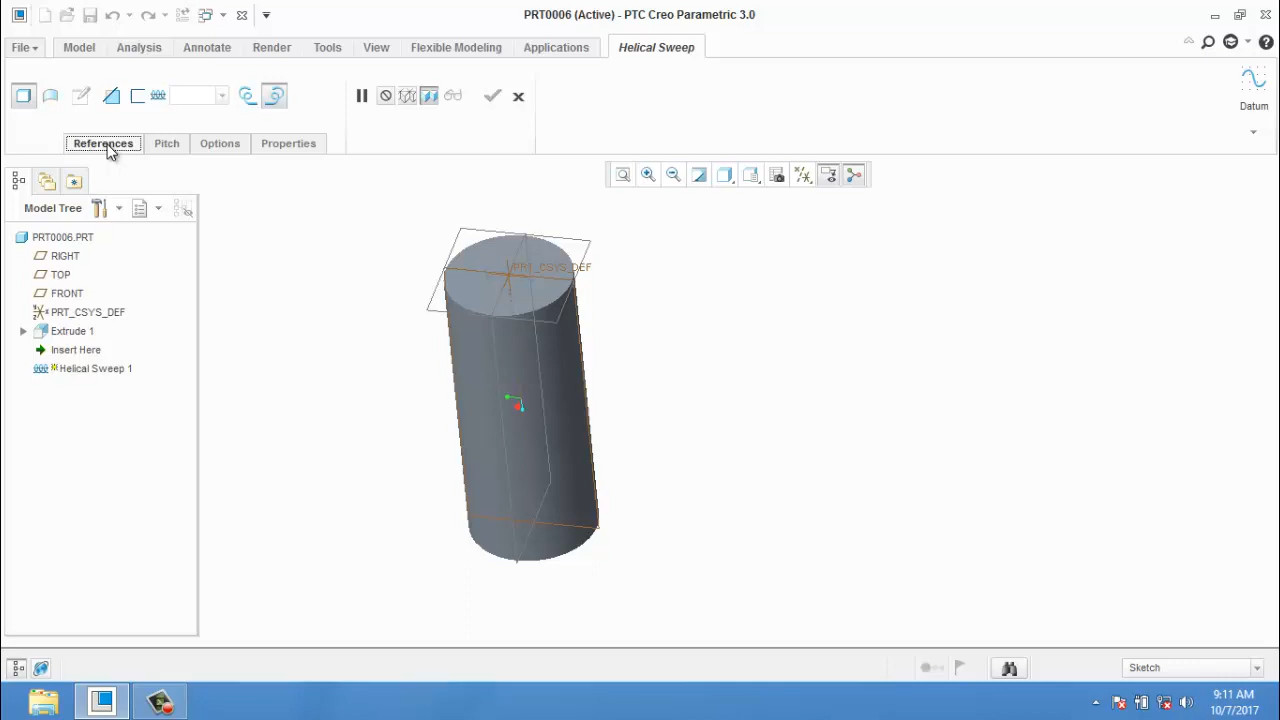 PRT0006 (Active) - PTC Creo Parametric 3.0
File Model Analysis Annotate Render Tools View Flexible Modeling Applications Helical Sweep
Datum
References Pitch Options Properties
Model Tree
PRT0006.PRT
RIGHT
TOP
FRONT
PRT_CSYS_DEF
Extrude 1
Insert Here
Helical Sweep 1
PRT_CSYS_DEF
Sketch
9:11 AM
10/7/2017